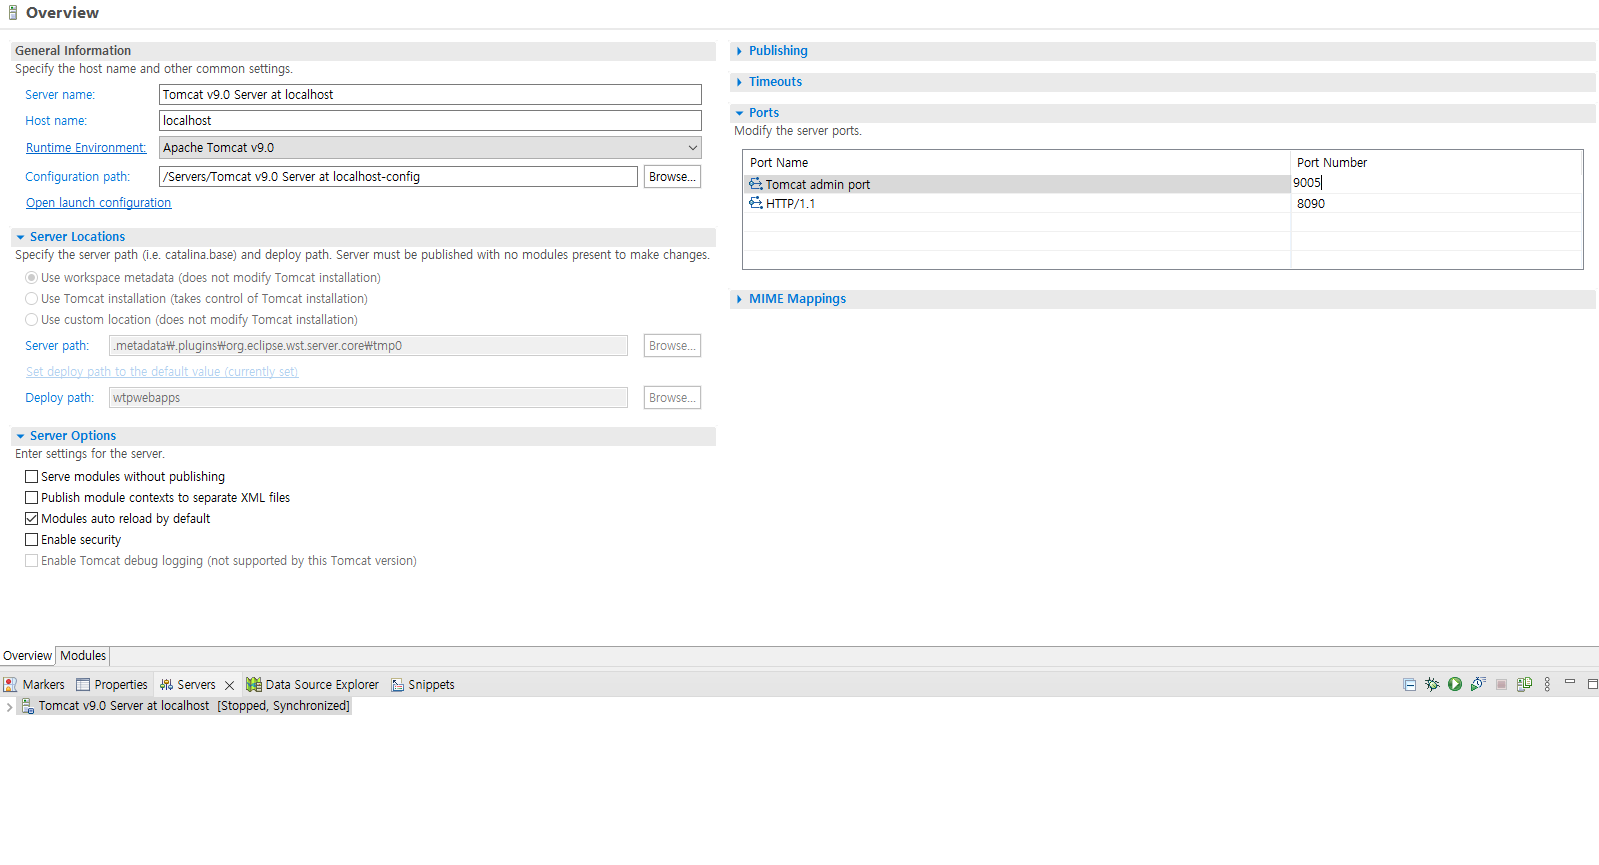 Overview
General Information
Specify the host name and other common settings.
Server name: Tomcat v9.0 Server at localhost
Host name: localhost
Runtime Environment: Apache Tomcat v9.0
Configuration path: /Servers/Tomcat v9.0 Server at localhost-config Browse...
Open launch configuration
Server Locations
Specify the server path (i.e. catalina.base) and deploy path. Server must be published with no modules present to make changes.
Use workspace metadata (does not modify Tomcat installation)
Use Tomcat installation (takes control of Tomcat installation)
Use custom location (does not modify Tomcat installation)
Server path: .metadata₩.plugins₩org.eclipse.wst.server.core₩tmp0 Browse...
Set deploy path to the default value (currently set)
Deploy path: wtpwebapps Browse...
Server Options
Enter settings for the server.
Serve modules without publishing
Publish module contexts to separate XML files
Modules auto reload by default
Enable security
Enable Tomcat debug logging (not supported by this Tomcat version)
Publishing
Timeouts
Ports
Modify the server ports.
Port Name Port Number
Tomcat admin port 9005
HTTP/1.1 8090
MIME Mappings
Overview Modules
Markers Properties Servers Data Source Explorer Snippets
Tomcat v9.0 Server at localhost [Stopped, Synchronized]